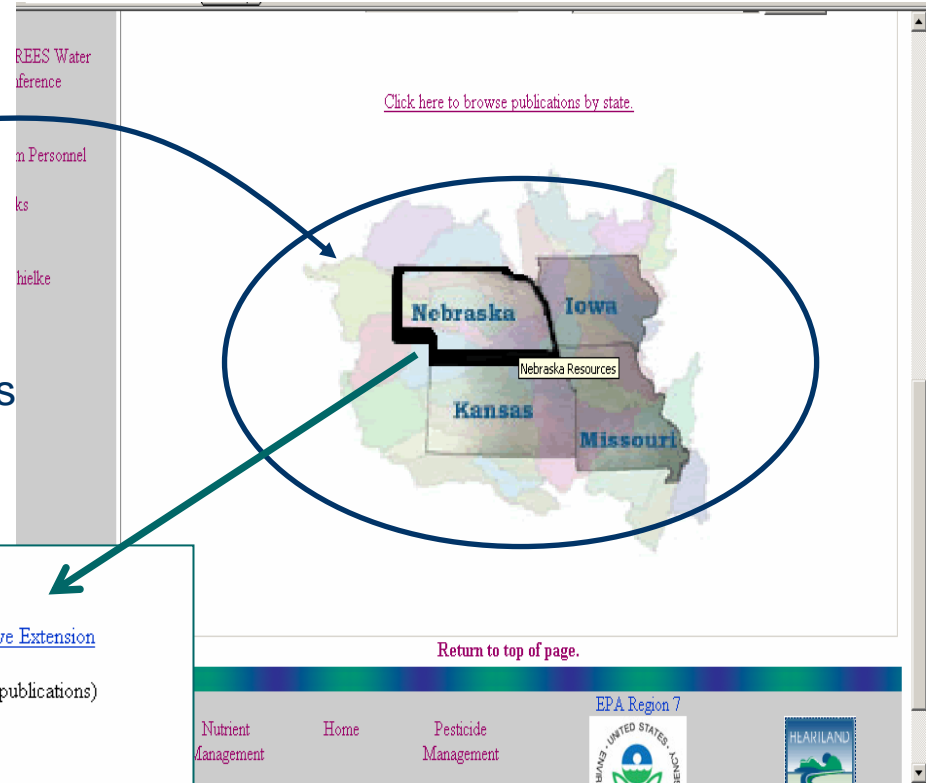 REES Water
nference
m Personnel
ks
hielke
s
Click here to browse publications by state.
Nebraska
Iowa
Nebraska Resources
Kansas
Missouri
ve Extension
publications)
Return to top of page.
Nutrient
Management
Home
Pesticide
Management
EPA Region 7
UNITED STATES
HEARTLAND